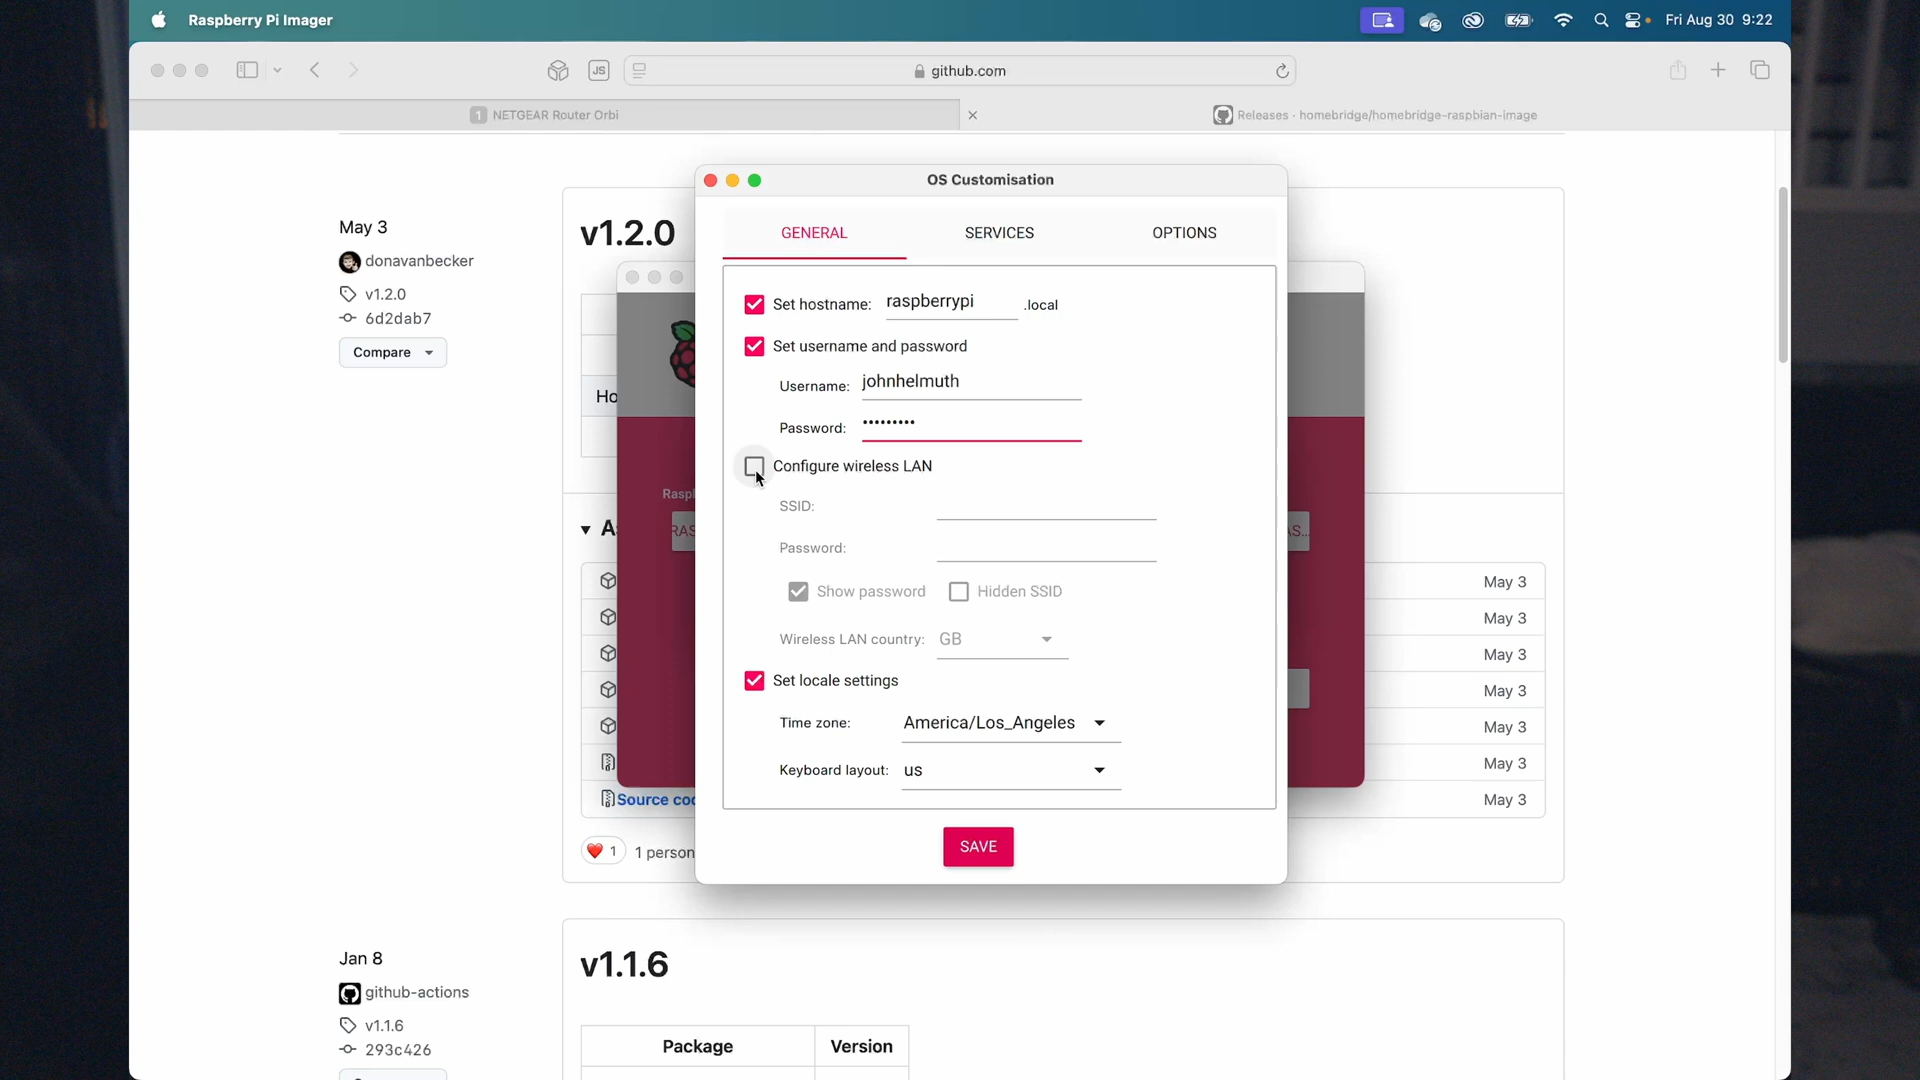 Raspberry Pi Imager
Fri Aug 30 9:22
JS
github.com
1 NETGEAR Router Orbi
Releases · homebridge/homebridge-raspbian-image
OS Customisation
GENERAL
SERVICES
OPTIONS
May 3
donavanbecker
v1.2.0
6d2dab7
Compare
v1.2.0
Set hostname: raspberrypi .local
Set username and password
Username: johnhelmuth
Password: •••••••••
Configure wireless LAN
SSID:
Password:
Show password
Hidden SSID
Wireless LAN country: GB
Set locale settings
Time zone: America/Los_Angeles
Keyboard layout: us
SAVE
May 3
May 3
May 3
May 3
May 3
May 3
May 3
Source
1
1 person
Jan 8
github-actions
v1.1.6
293c426
v1.1.6
Package
Version